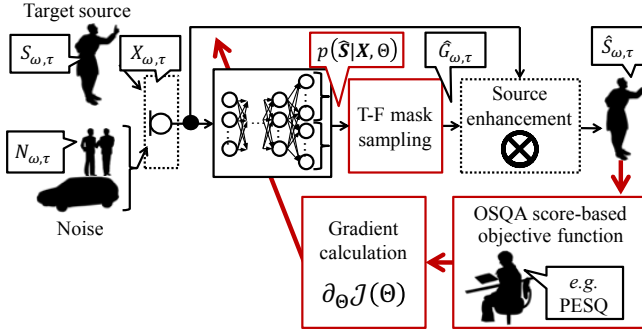 Target source
S_{ω,τ}
X_{ω,τ}
N_{ω,τ}
Noise
p(Ŝ|X, Θ)
T-F mask
sampling
Ĝ_{ω,τ}
Source
enhancement
Ŝ_{ω,τ}
Gradient
calculation
∂_Θ𝒥(Θ)
OSQA score-based
objective function
e.g.
PESQ